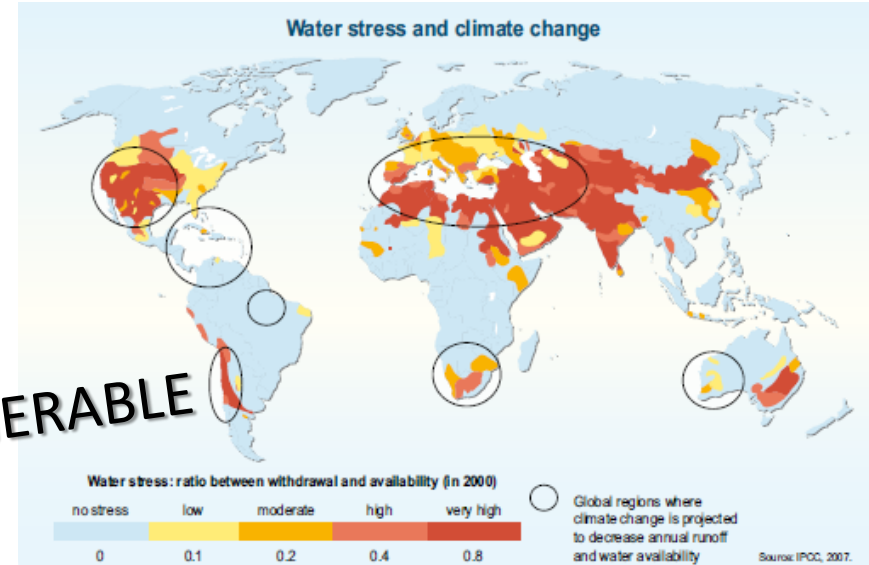 Water stress and climate change
ERABLE
Water stress: ratio between withdrawal and availability (in 2000)
no stress low moderate high very high
0 0.1 0.2 0.4 0.8
Global regions where
climate change is projected
to decrease annual runoff
and water availability
Source: IPCC, 2007.